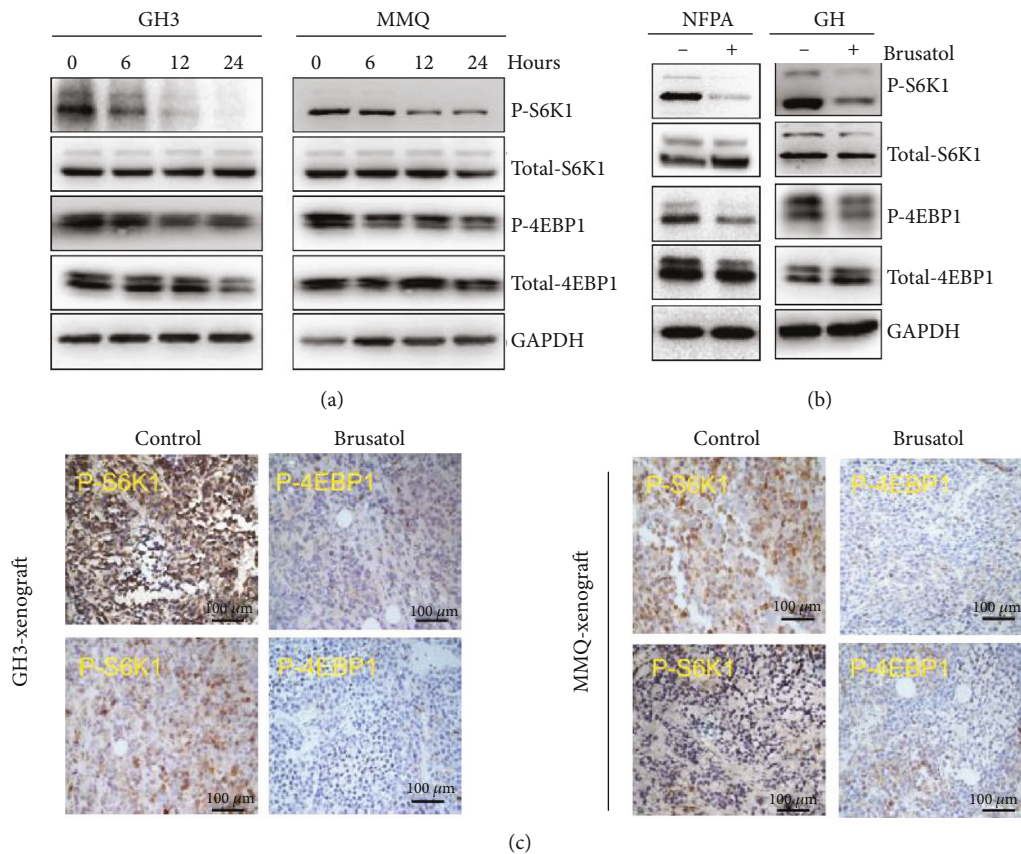 GH3 MMQ
0 6 12 24 0 6 12 24 Hours
P-S6K1
Total-S6K1
P-4EBP1
Total-4EBP1
GAPDH
(a)
NFPA GH
− + − + Brusatol
P-S6K1
Total-S6K1
P-4EBP1
Total-4EBP1
GAPDH
(b)
Control Brusatol
GH3-xenograft
P-S6K1 P-4EBP1
100 μm 100 μm
P-S6K1 P-4EBP1
100 μm 100 μm
Control Brusatol
MMQ-xenograft
P-S6K1 P-4EBP1
100 μm 100 μm
P-S6K1 P-4EBP1
100 μm 100 μm
(c)